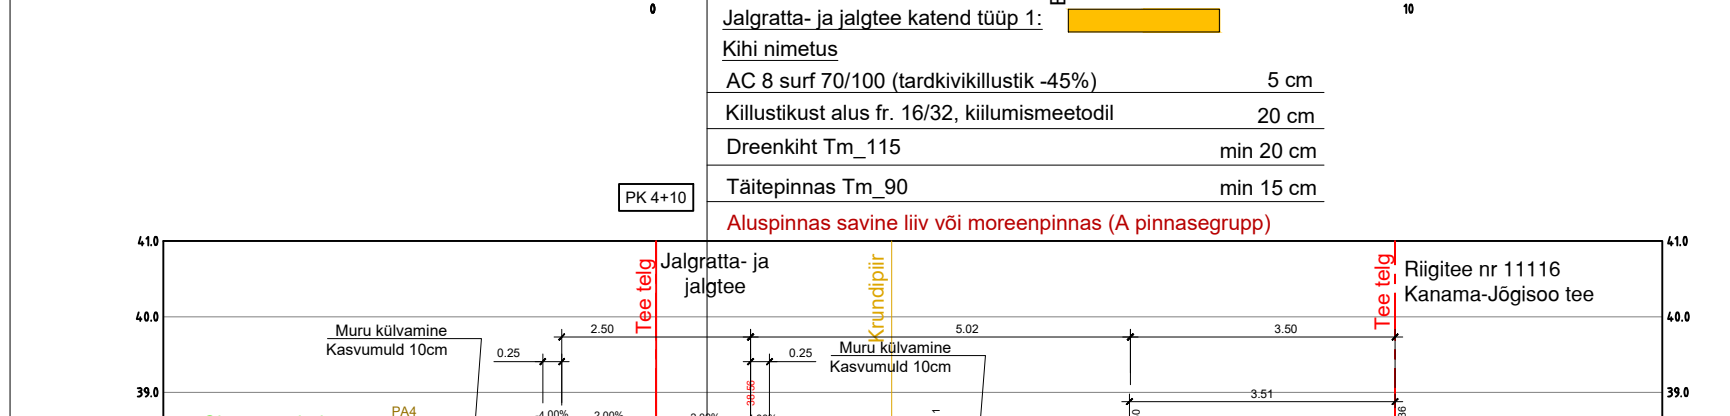 0
10
Jalgratta- ja jalgtee katend tüüp 1:
Kihi nimetus
AC 8 surf 70/100 (tardkivikillustik -45%) 5 cm
Killustikust alus fr. 16/32, kiilumismeetodil 20 cm
Dreenkiht Tm_115 min 20 cm
Täitepinnas Tm_90 min 15 cm
PK 4+10
Aluspinnas savine liiv või moreenpinnas (A pinnasegrupp)
41.0
41.0
Tee telg
Jalgratta- ja
jalgtee
Krundipiir
Tee telg
Riigitee nr 11116
Kanama-Jõgisoo tee
40.0
40.0
Muru külvamine
Kasvumuld 10cm
2.50
5.02
3.50
0.25
0.25
Muru külvamine
Kasvumuld 10cm
39.0
39.0
3.51
PA4